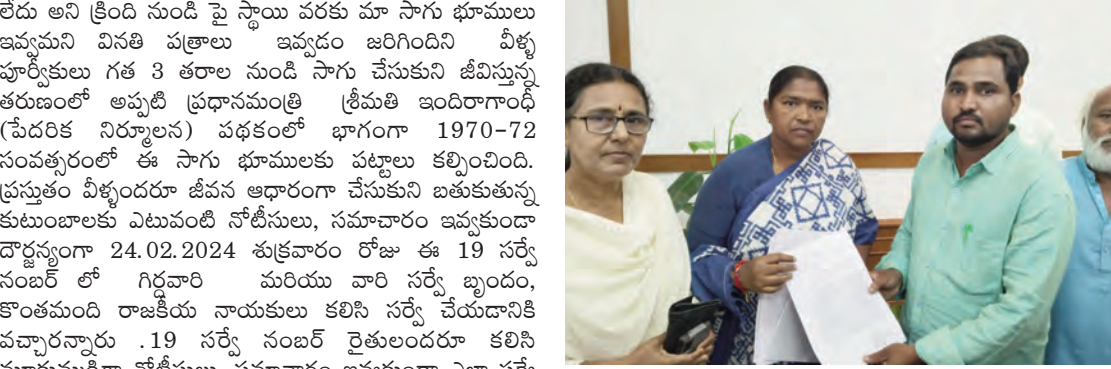 లేదు అని క్రింది నుండి పై స్థాయి వరకు మా సాగు భూములు
ఇవ్వమని వినతి పత్రాలు ఇవ్వడం జరిగిందిని వీళ్ళ
పూర్వీకులు గత 3 తరాల నుండి సాగు చేసుకుని జీవిస్తున్న
తరుణంలో అప్పటి ప్రధానమంత్రి శ్రీమతి ఇందిరాగాంధీ
(పేదరిక నిర్మూలన) పథకంలో భాగంగా 1970-72
సంవత్సరంలో ఈ సాగు భూములకు పట్టాలు కల్పించింది.
ప్రస్తుతం వీళ్ళందరూ జీవన ఆధారంగా చేసుకుని బతుకుతున్న
కుటుంబాలకు ఎటువంటి నోటీసులు, సమాచారం ఇవ్వకుండా
దౌర్జన్యంగా 24.02.2024 శుక్రవారం రోజు ఈ 19 సర్వే
నంబర్ లో గిర్దవారి మరియు వారి సర్వే బృందం,
కొంతమంది రాజకీయ నాయకులు కలిసి సర్వే చేయడానికి
వచ్చారన్నారు .19 సర్వే నంబర్ రైతులందరూ కలిసి